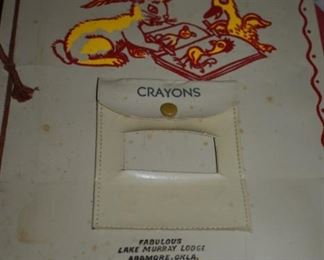 CRAYONS
FABULOUS
LAKE MURRAY LODGE
ARDMORE, OKLA.